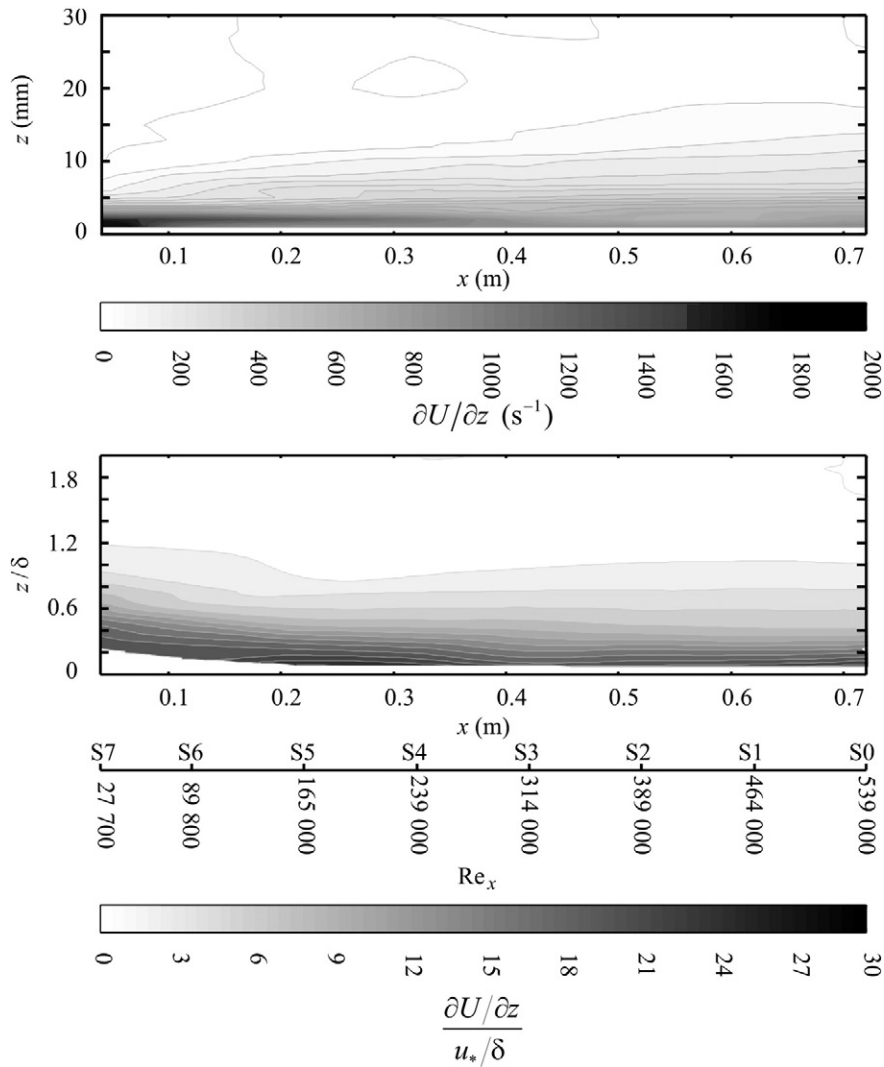 30
20
10
0
z (mm)
0.1 0.2 0.3 0.4 0.5 0.6 0.7
x (m)
0 200 400 600 800 1000 1200 1400 1600 1800 2000
∂U/∂z (s⁻¹)
1.8
1.2
0.6
0
z/δ
0.1 0.2 0.3 0.4 0.5 0.6 0.7
x (m)
S7 S6 S5 S4 S3 S2 S1 S0
27 700 89 800 165 000 239 000 314 000 389 000 464 000 539 000
Reₓ
0 3 6 9 12 15 18 21 24 27 30
∂U/∂z
u*/δ